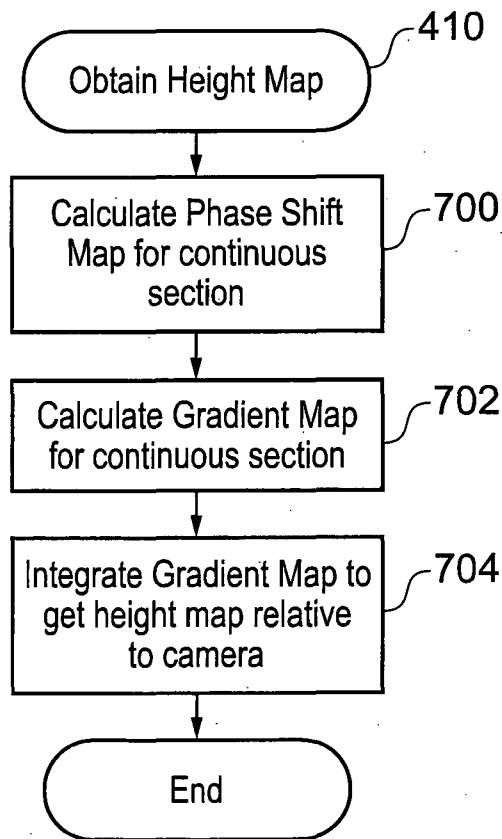 410
Obtain Height Map
Calculate Phase Shift
Map for continuous
section
700
Calculate Gradient Map
for continuous section
702
Integrate Gradient Map to
get height map relative
to camera
704
End